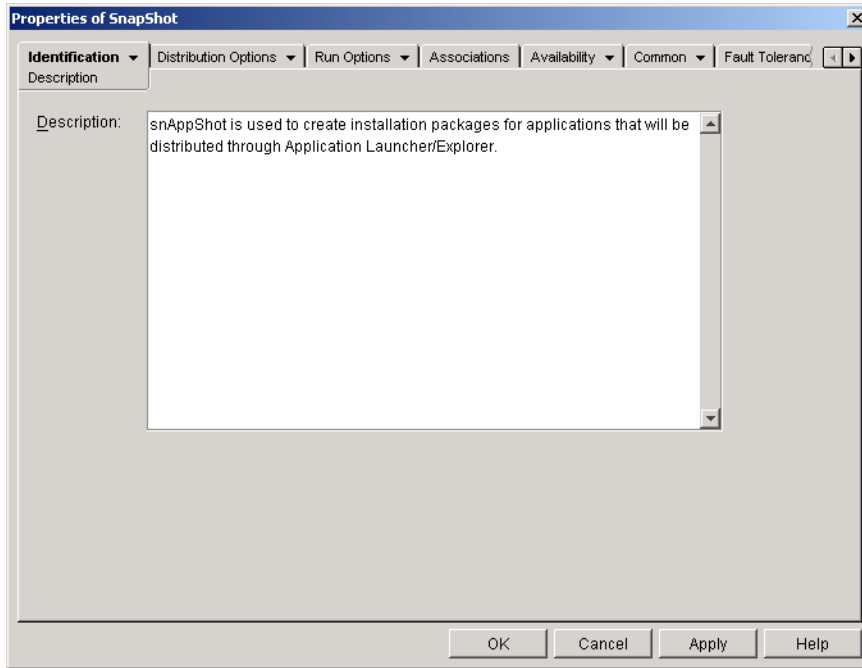 Properties of SnapShot
Identification Distribution Options Run Options Associations Availability Common Fault Toleranc
Description
Description: snAppShot is used to create installation packages for applications that will be
distributed through Application Launcher/Explorer.
OK Cancel Apply Help